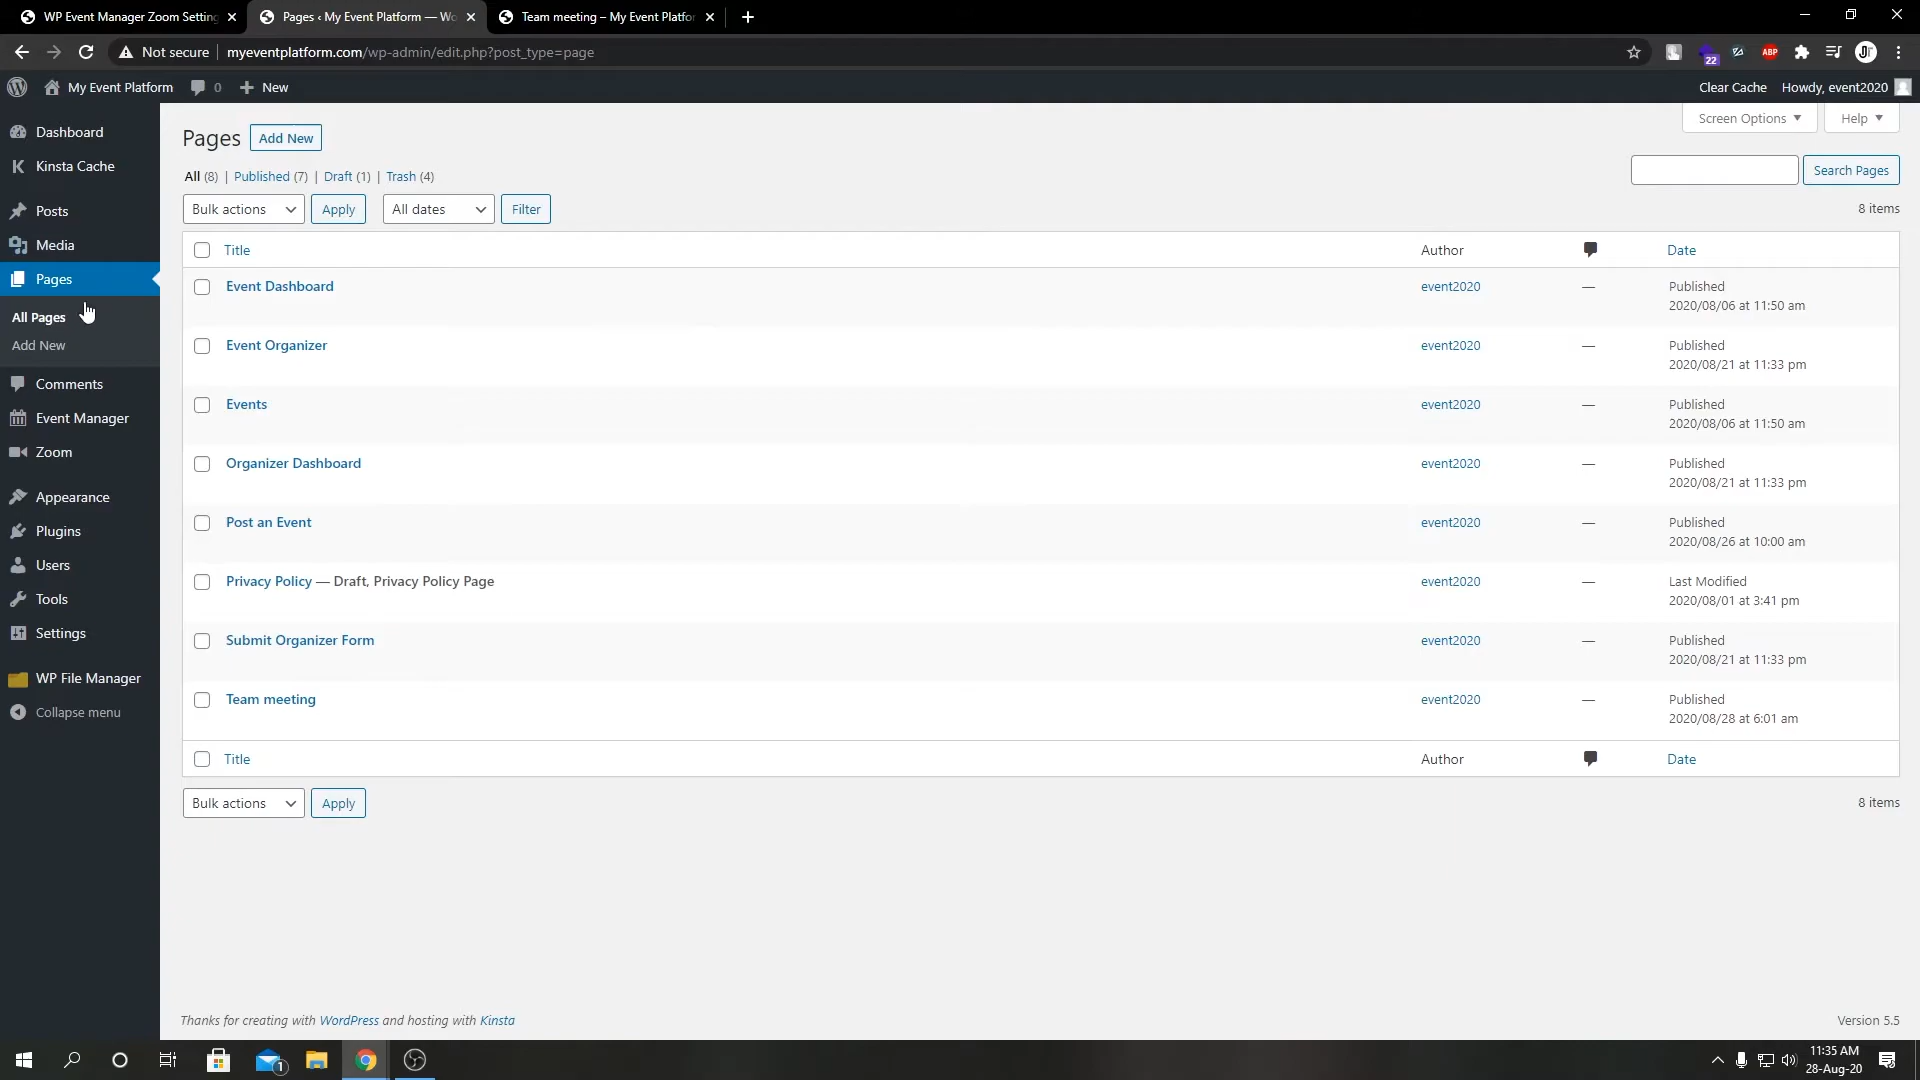 WP Event Manager Zoom Setting
Pages ‹ My Event Platform — Wo
Team meeting – My Event Platfor
Not secure
myeventplatform.com/wp-admin/edit.php?post_type=page
22
ABP
My Event Platform
0
New
Clear Cache
Howdy, event2020
Dashboard
Kinsta Cache
Posts
Media
Pages
All Pages
Add New
Comments
Event Manager
Zoom
Appearance
Plugins
Users
Tools
Settings
WP File Manager
Collapse menu
Screen Options
Help
Pages
Add New
All (8) | Published (7) | Draft (1) | Trash (4)
Search Pages
Bulk actions
Apply
All dates
Filter
8 items
Title
Author
Date
Event Dashboard
event2020
—
Published
2020/08/06 at 11:50 am
Event Organizer
event2020
—
Published
2020/08/21 at 11:33 pm
Events
event2020
—
Published
2020/08/06 at 11:50 am
Organizer Dashboard
event2020
—
Published
2020/08/21 at 11:33 pm
Post an Event
event2020
—
Published
2020/08/26 at 10:00 am
Privacy Policy — Draft, Privacy Policy Page
event2020
—
Last Modified
2020/08/01 at 3:41 pm
Submit Organizer Form
event2020
—
Published
2020/08/21 at 11:33 pm
Team meeting
event2020
—
Published
2020/08/28 at 6:01 am
Title
Author
Date
Bulk actions
Apply
8 items
Thanks for creating with WordPress and hosting with Kinsta
Version 5.5
1
11:35 AM
28-Aug-20